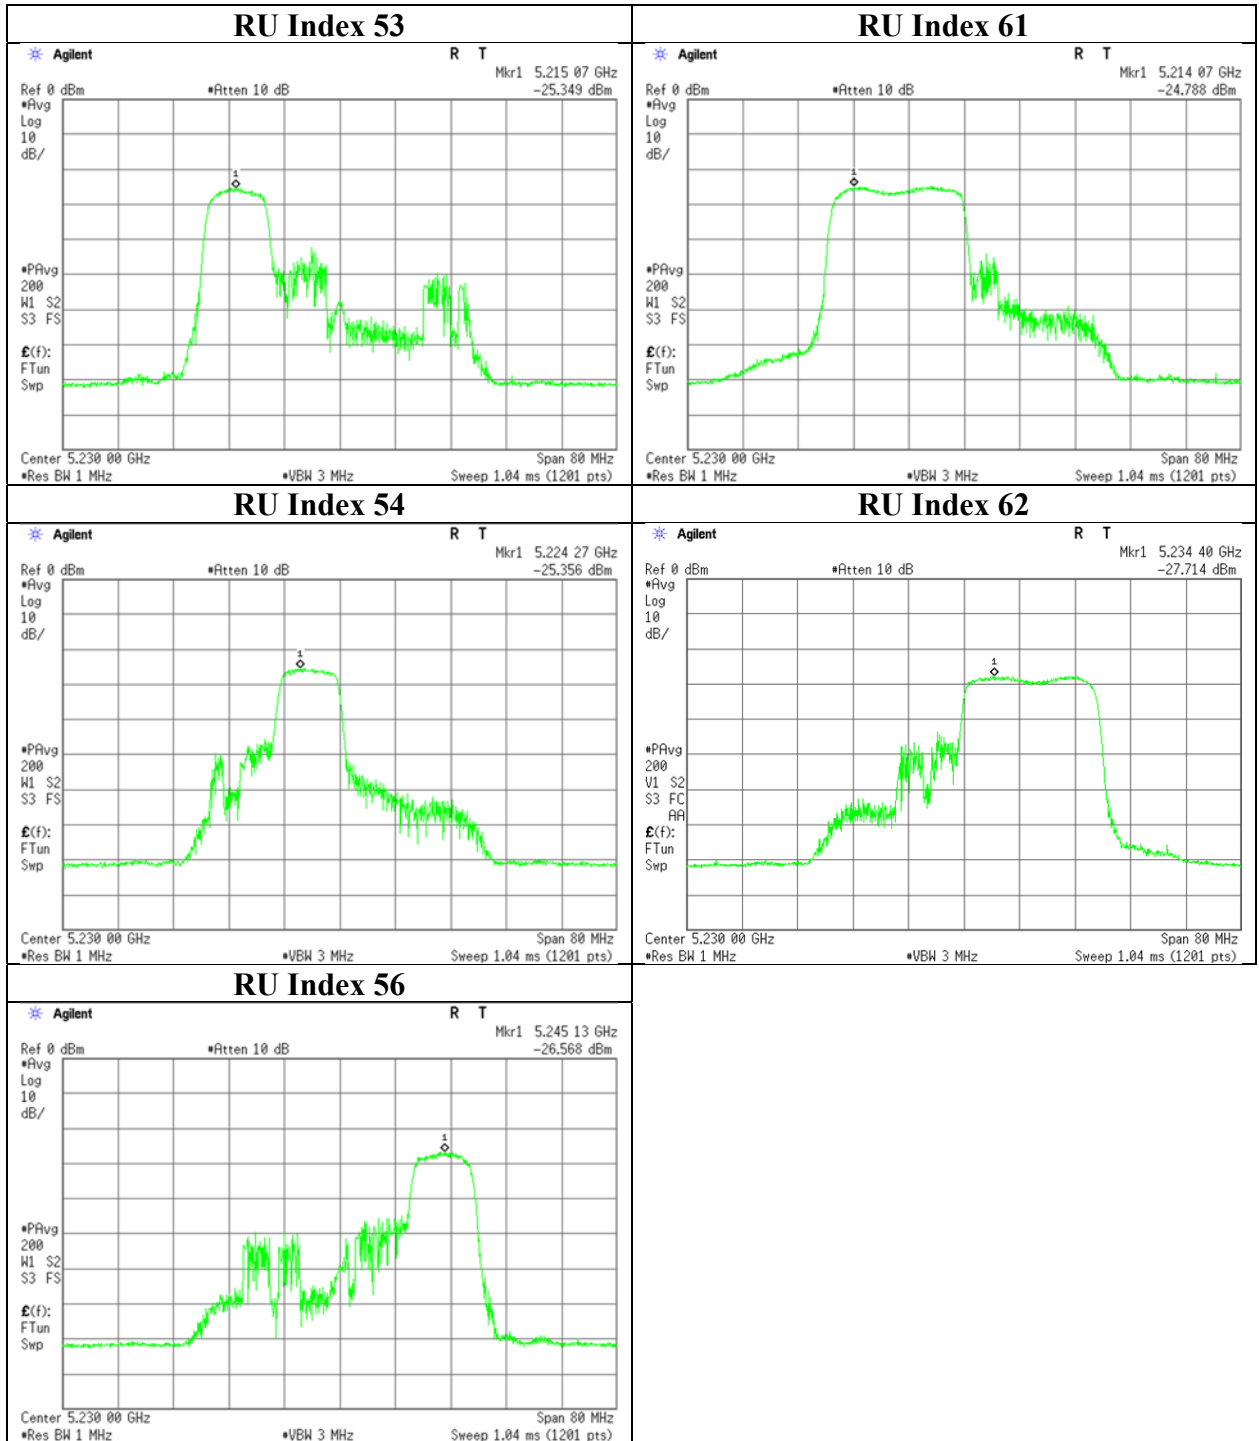 RU Index 53
Agilent
R T
Mkr1 5.215 07 GHz
Ref 0 dBm #Atten 10 dB -25.349 dBm
#Avg
Log
10
dB/
1
#PAvg
200
W1 S2
S3 FS
£(f):
FTun
Swp
Center 5.230 00 GHz Span 80 MHz
#Res BW 1 MHz #VBW 3 MHz Sweep 1.04 ms (1201 pts)
RU Index 61
Agilent
R T
Mkr1 5.214 07 GHz
Ref 0 dBm #Atten 10 dB -24.788 dBm
#Avg
Log
10
dB/
1
#PAvg
200
W1 S2
S3 FS
£(f):
FTun
Swp
Center 5.230 00 GHz Span 80 MHz
#Res BW 1 MHz #VBW 3 MHz Sweep 1.04 ms (1201 pts)
RU Index 54
Agilent
R T
Mkr1 5.224 27 GHz
Ref 0 dBm #Atten 10 dB -25.356 dBm
#Avg
Log
10
dB/
1
#PAvg
200
W1 S2
S3 FS
£(f):
FTun
Swp
Center 5.230 00 GHz Span 80 MHz
#Res BW 1 MHz #VBW 3 MHz Sweep 1.04 ms (1201 pts)
RU Index 62
Agilent
R T
Mkr1 5.234 40 GHz
Ref 0 dBm #Atten 10 dB -27.714 dBm
#Avg
Log
10
dB/
1
#PAvg
200
V1 S2
S3 FC
AA
£(f):
FTun
Swp
Center 5.230 00 GHz Span 80 MHz
#Res BW 1 MHz #VBW 3 MHz Sweep 1.04 ms (1201 pts)
RU Index 56
Agilent
R T
Mkr1 5.245 13 GHz
Ref 0 dBm #Atten 10 dB -26.568 dBm
#Avg
Log
10
dB/
1
#PAvg
200
W1 S2
S3 FS
£(f):
FTun
Swp
Center 5.230 00 GHz Span 80 MHz
#Res BW 1 MHz #VBW 3 MHz Sweep 1.04 ms (1201 pts)